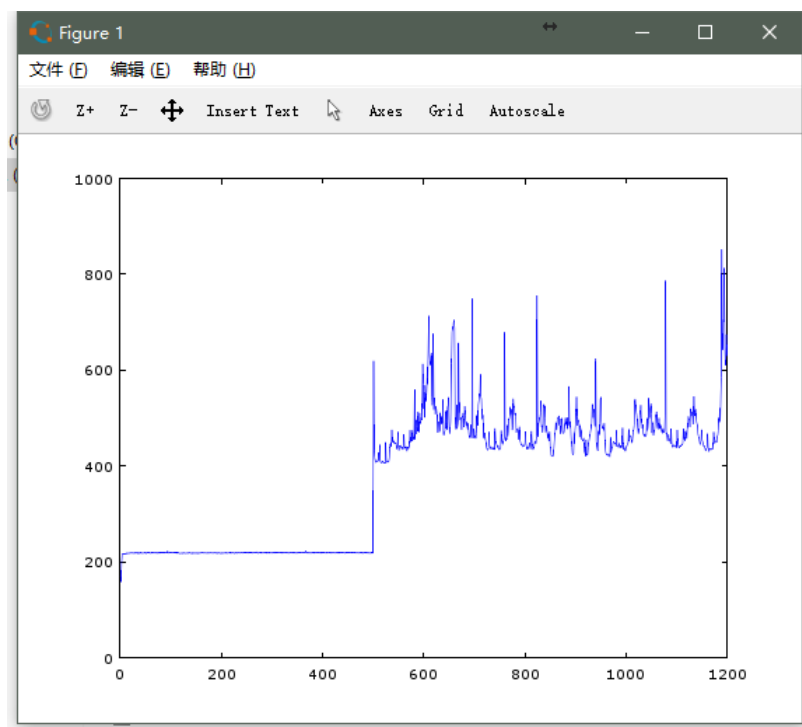 Figure 1
文件 (F) 编辑 (E) 帮助 (H)
Z+ Z- Insert Text Axes Grid Autoscale
1000
800
600
400
200
0
0 200 400 600 800 1000 1200